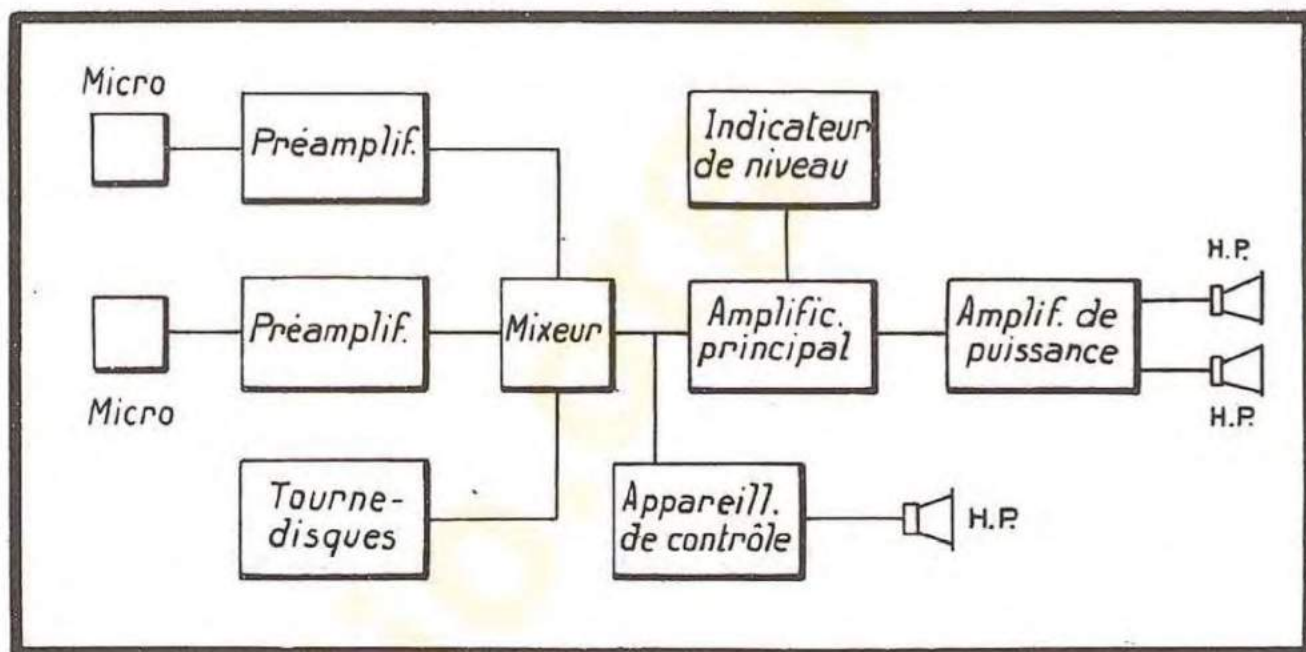 Micro
Préamplif.
Indicateur
de niveau
H.P.
Préamplif.
Mixeur
Amplific.
principal
Amplif. de
puissance
Micro
H.P.
Tourne-
disques
Appareill.
de contrôle
H.P.